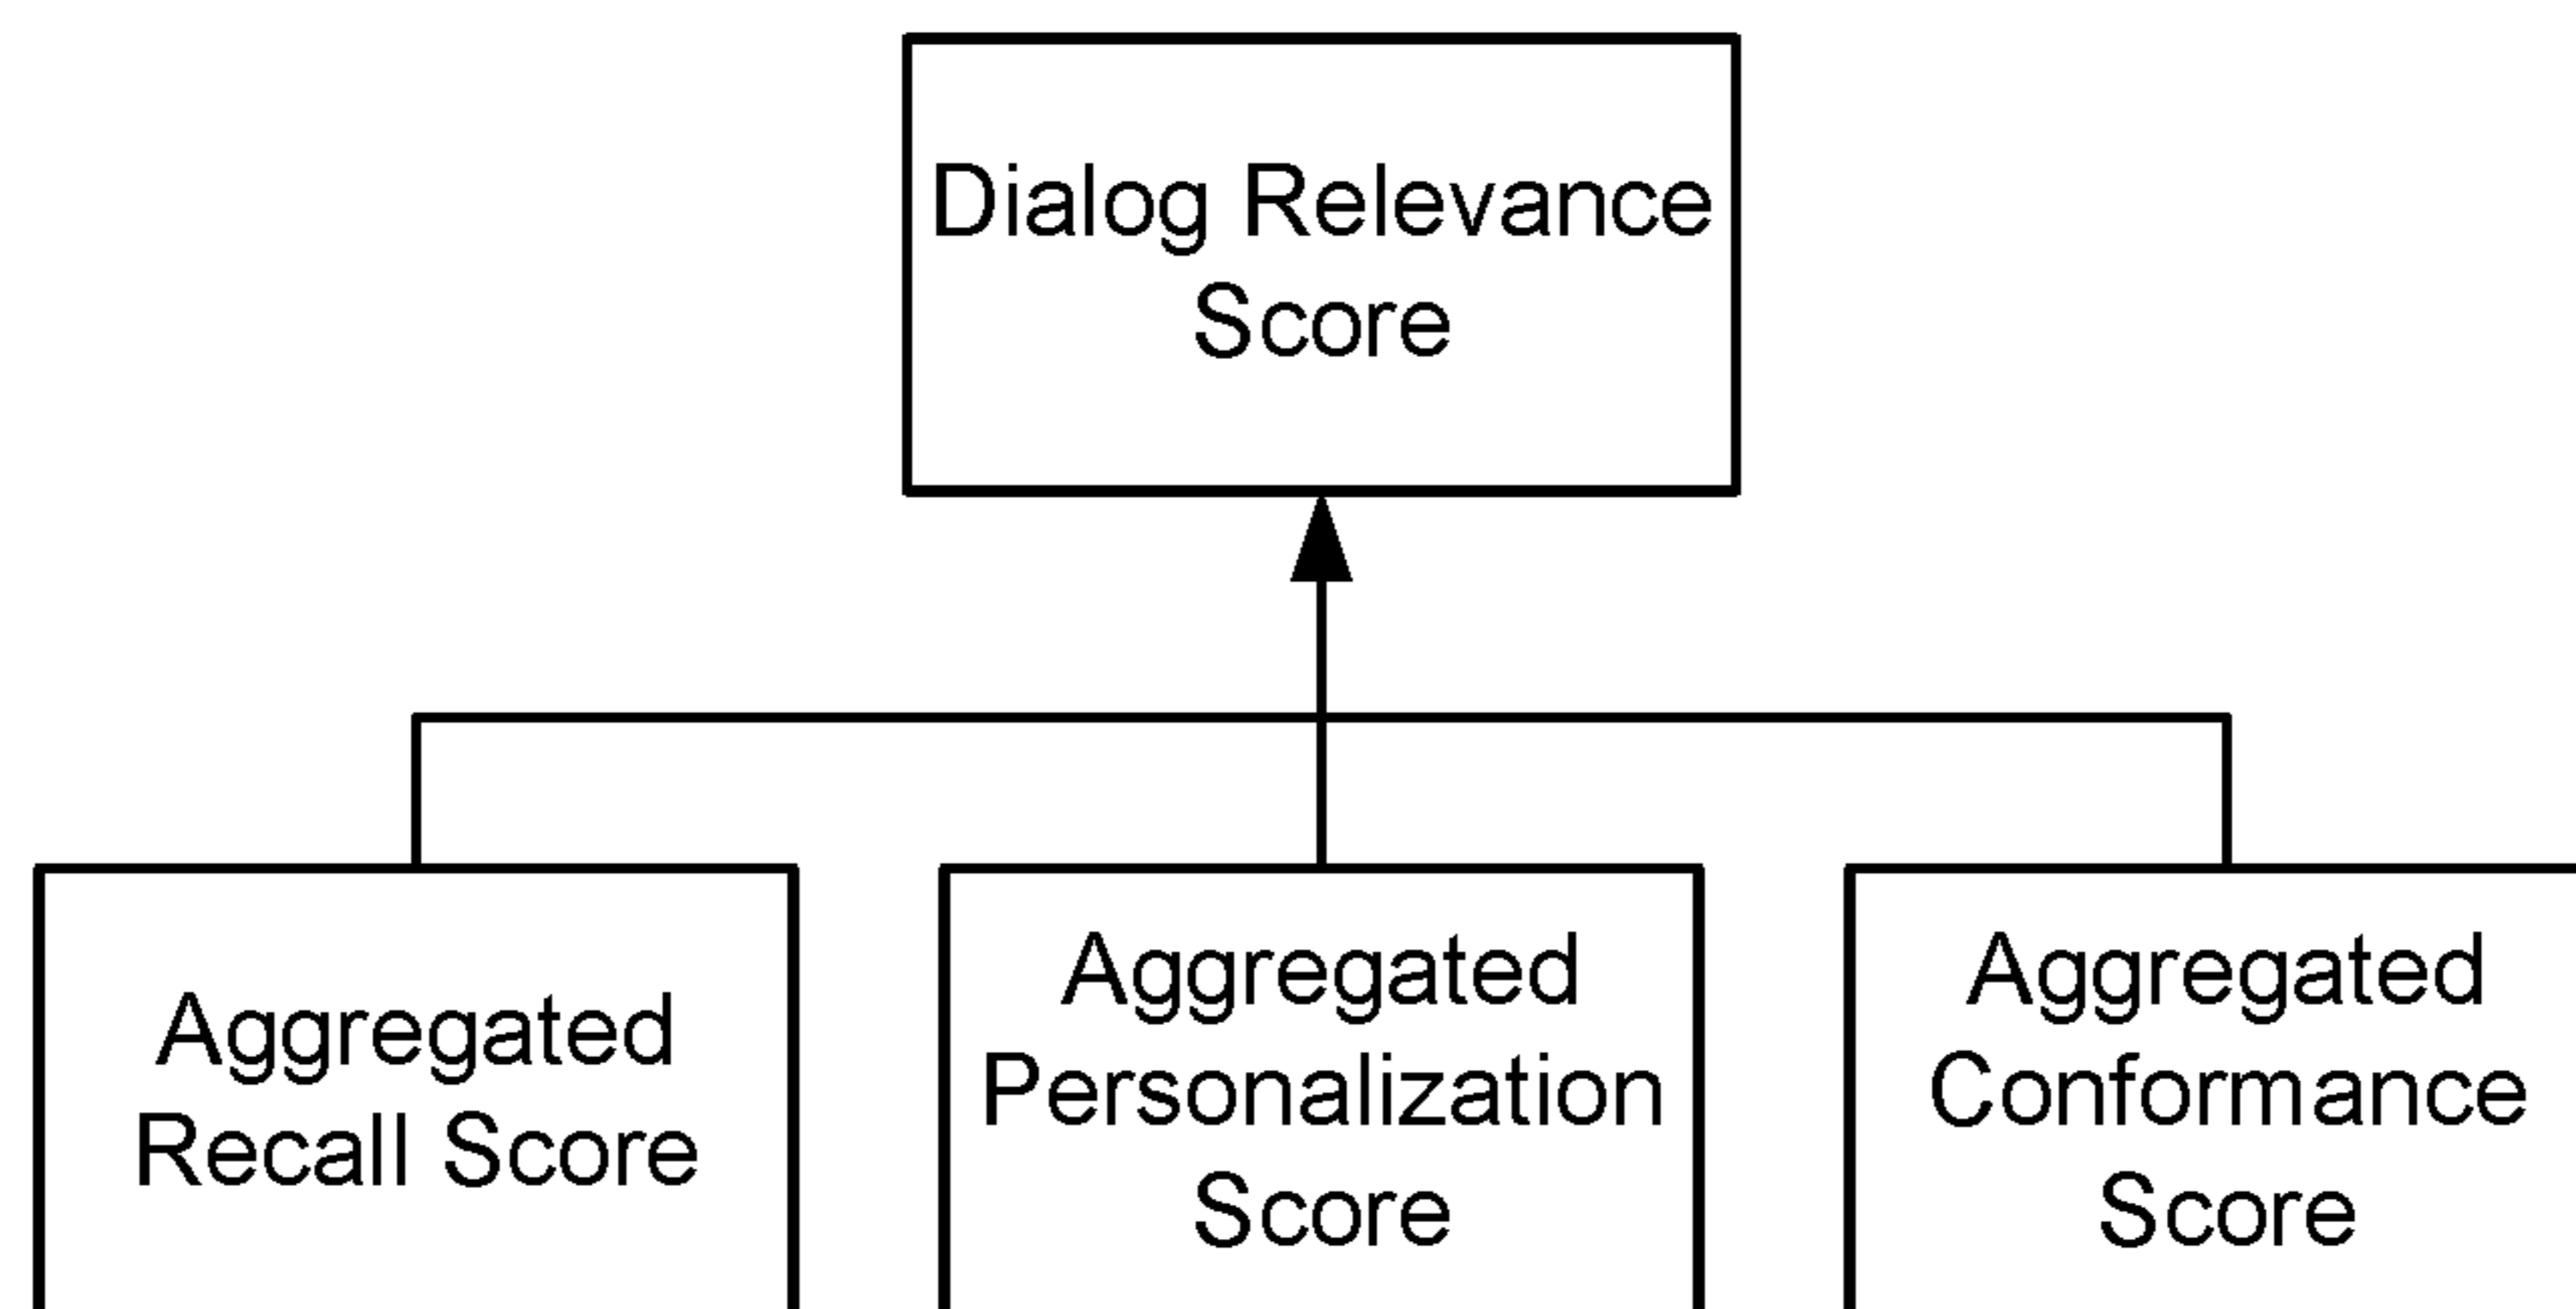 Dialog Relevance
Score
Aggregated
Recall Score
Aggregated
Personalization
Score
Aggregated
Conformance
Score